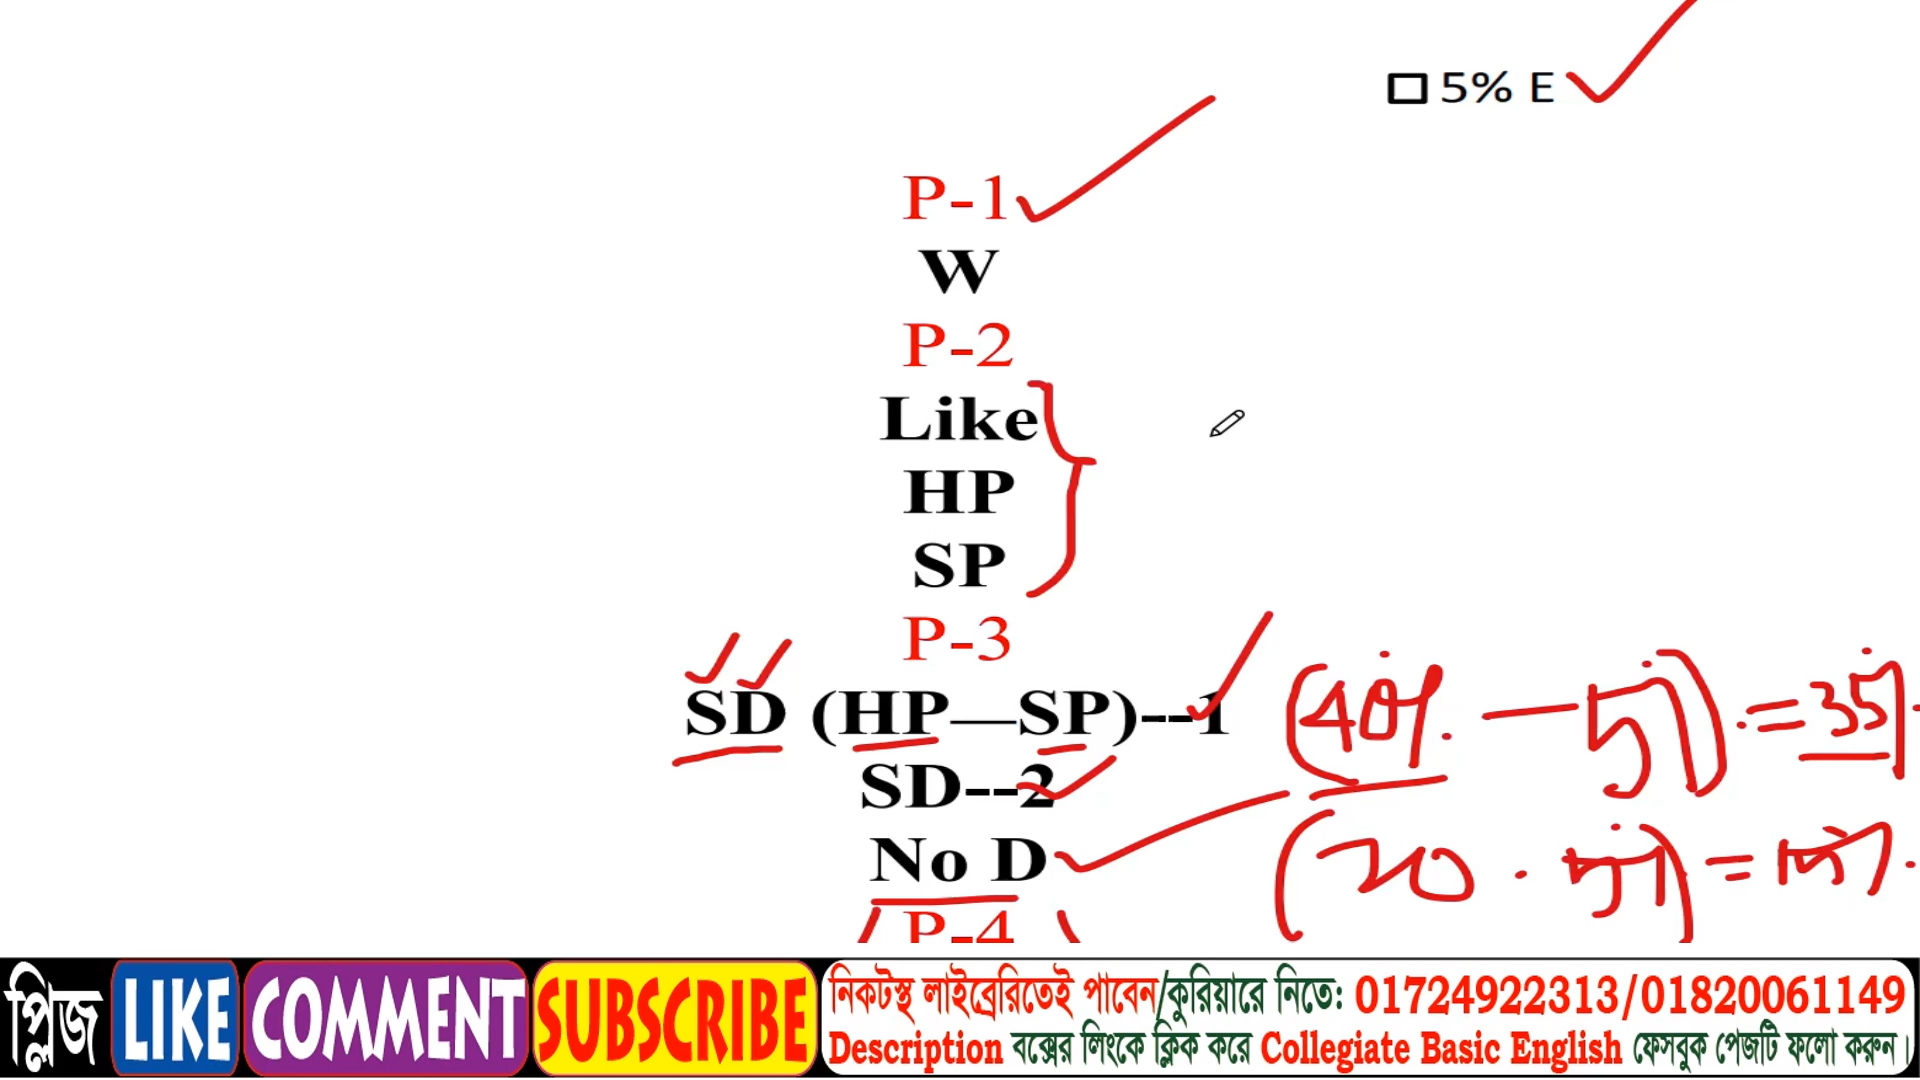 □ 5% E
P-1
W
P-2
Like
HP
SP
P-3
SD (HP—SP)--1 (40% — 5%) = 35%
SD--2
No D (20 - 5%) = 15%
P-4
প্লিজ LIKE COMMENT SUBSCRIBE
নিকটস্থ লাইব্রেরিতেই পাবেন/কুরিয়ারে নিতে: 01724922313/01820061149
Description বক্সের লিংকে ক্লিক করে Collegiate Basic English ফেসবুক পেজটি ফলো করুন।